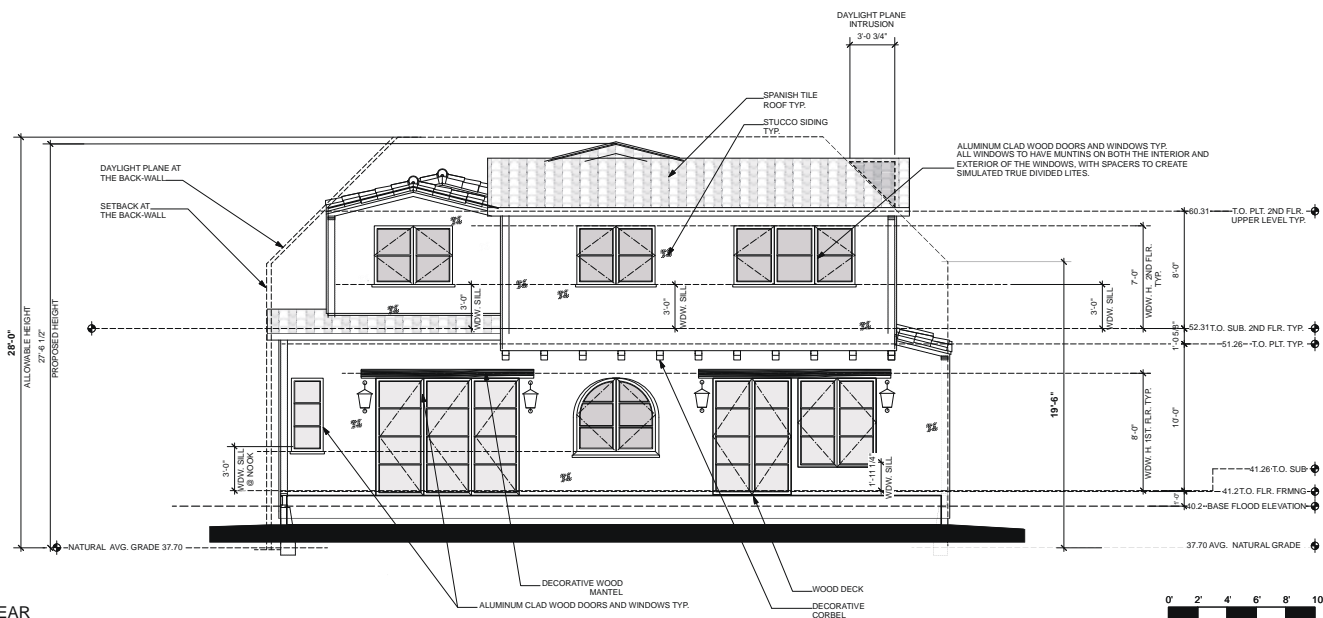 DAYLIGHT PLANE
INTRUSION
3'-0 3/4"
SPANISH TILE
ROOF TYP.
STUCCO SIDING
TYP.
ALUMINUM CLAD WOOD DOORS AND WINDOWS TYP.
ALL WINDOWS TO HAVE MUNTINS ON BOTH THE INTERIOR AND
EXTERIOR OF THE WINDOWS, WITH SPACERS TO CREATE
SIMULATED TRUE DIVIDED LITES.
DAYLIGHT PLANE AT
THE BACK-WALL
SETBACK AT
THE BACK-WALL
28'-0"
ALLOWABLE HEIGHT
27'-6 1/2"
PROPOSED HEIGHT
60.31
T.O. PLT. 2ND FLR.
UPPER LEVEL TYP.
7'-0"
WDW. H. 2ND FLR.
TYP.
8'-0"
3'-0"
WDW. SILL
3'-0"
WDW. SILL
3'-0"
WDW. SILL
52.31 T.O. SUB. 2ND FLR. TYP.
1'-0 5/8"
51.26 T.O. PLT. TYP.
19'-6"
8'-0"
WDW. H. 1ST. FLR. TYP.
10'-0"
3'-0"
WDW. SILL
@ NOOK
1'-11 1/4"
WDW. SILL
41.26 T.O. SUB
41.2 T.O. FLR. FRMNG
40.2 BASE FLOOD ELEVATION
NATURAL AVG. GRADE 37.70
37.70 AVG. NATURAL GRADE
DECORATIVE WOOD
MANTEL
ALUMINUM CLAD WOOD DOORS AND WINDOWS TYP.
WOOD DECK
DECORATIVE
CORBEL
EAR
0' 2' 4' 6' 8' 10